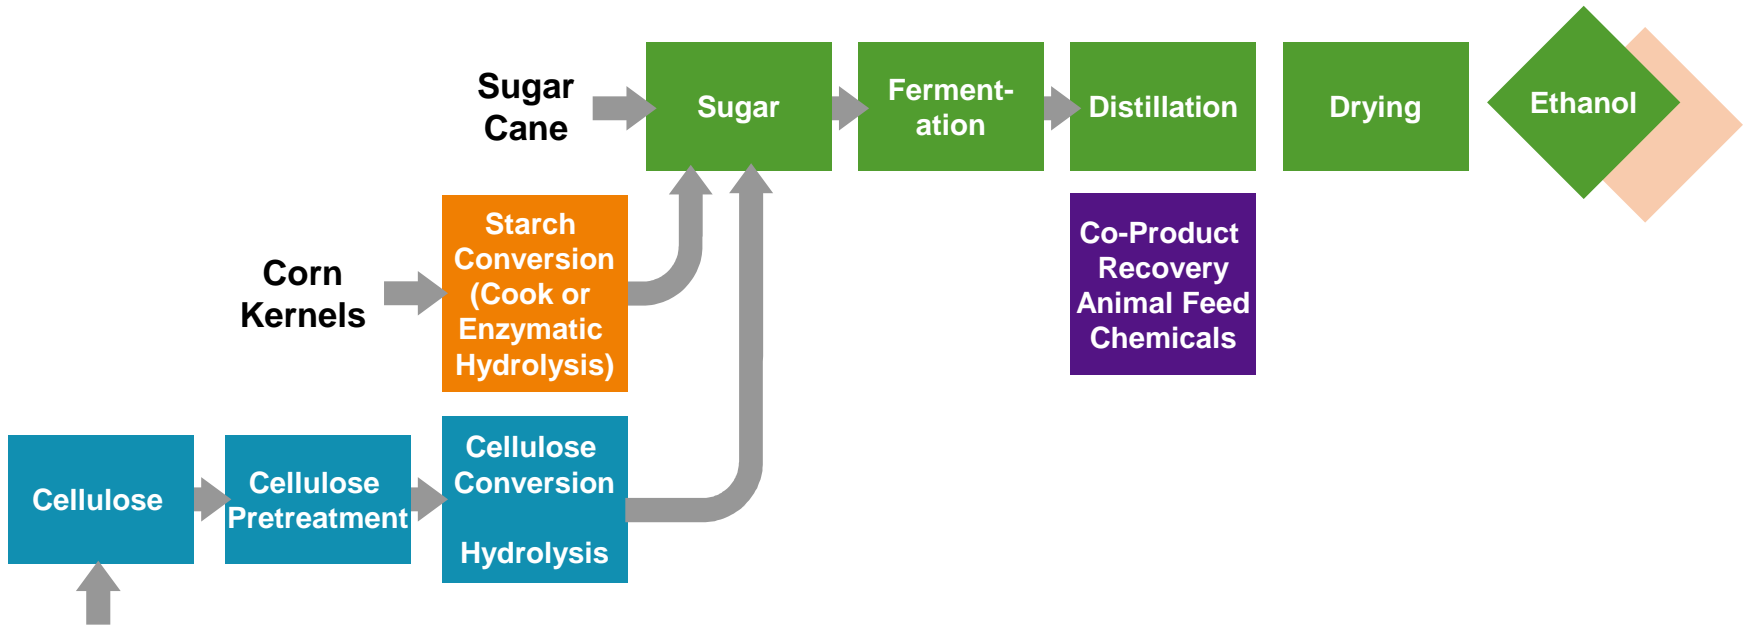 Sugar
Cane
Sugar
Ferment-
ation
Distillation
Drying
Ethanol
Corn
Kernels
Starch
Conversion
(Cook or
Enzymatic
Hydrolysis)
Co-Product
Recovery
Animal Feed
Chemicals
Cellulose
Cellulose
Pretreatment
Cellulose
Conversion
Hydrolysis